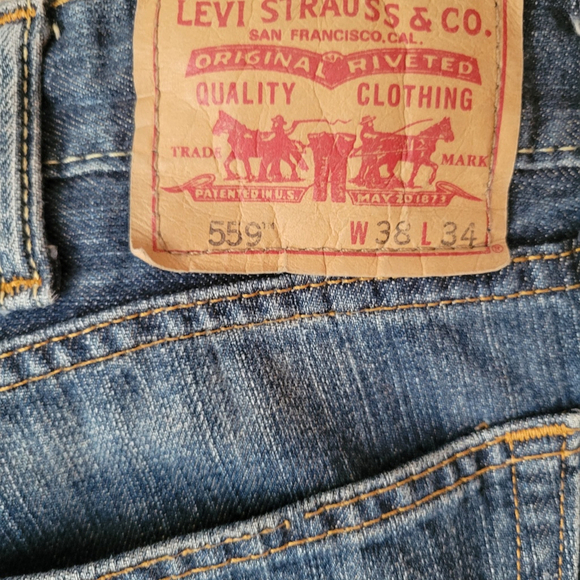 LEVI STRAUSS & CO.
SAN FRANCISCO, CAL.
ORIGINAL RIVETED
QUALITY CLOTHING
TRADE MARK
PATENTED IN U.S. MAY 20 1873
559™ W 38 L 34
®